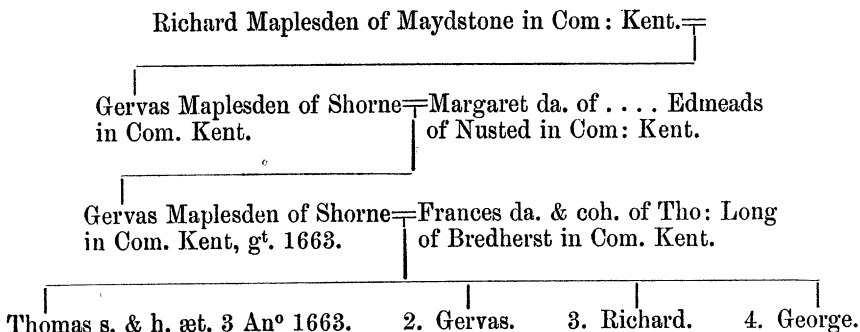 Richard Maplesden of Maydstone in Com: Kent.
Gervas Maplesden of Shorne
in Com. Kent.
Margaret da. of .... Edmeads
of Nusted in Com: Kent.
Gervas Maplesden of Shorne
in Com. Kent, gᵗ. 1663.
Frances da. & coh. of Tho: Long
of Bredherst in Com. Kent.
Thomas s. & h. æt. 3 Anº 1663. 2. Gervas. 3. Richard. 4. George.